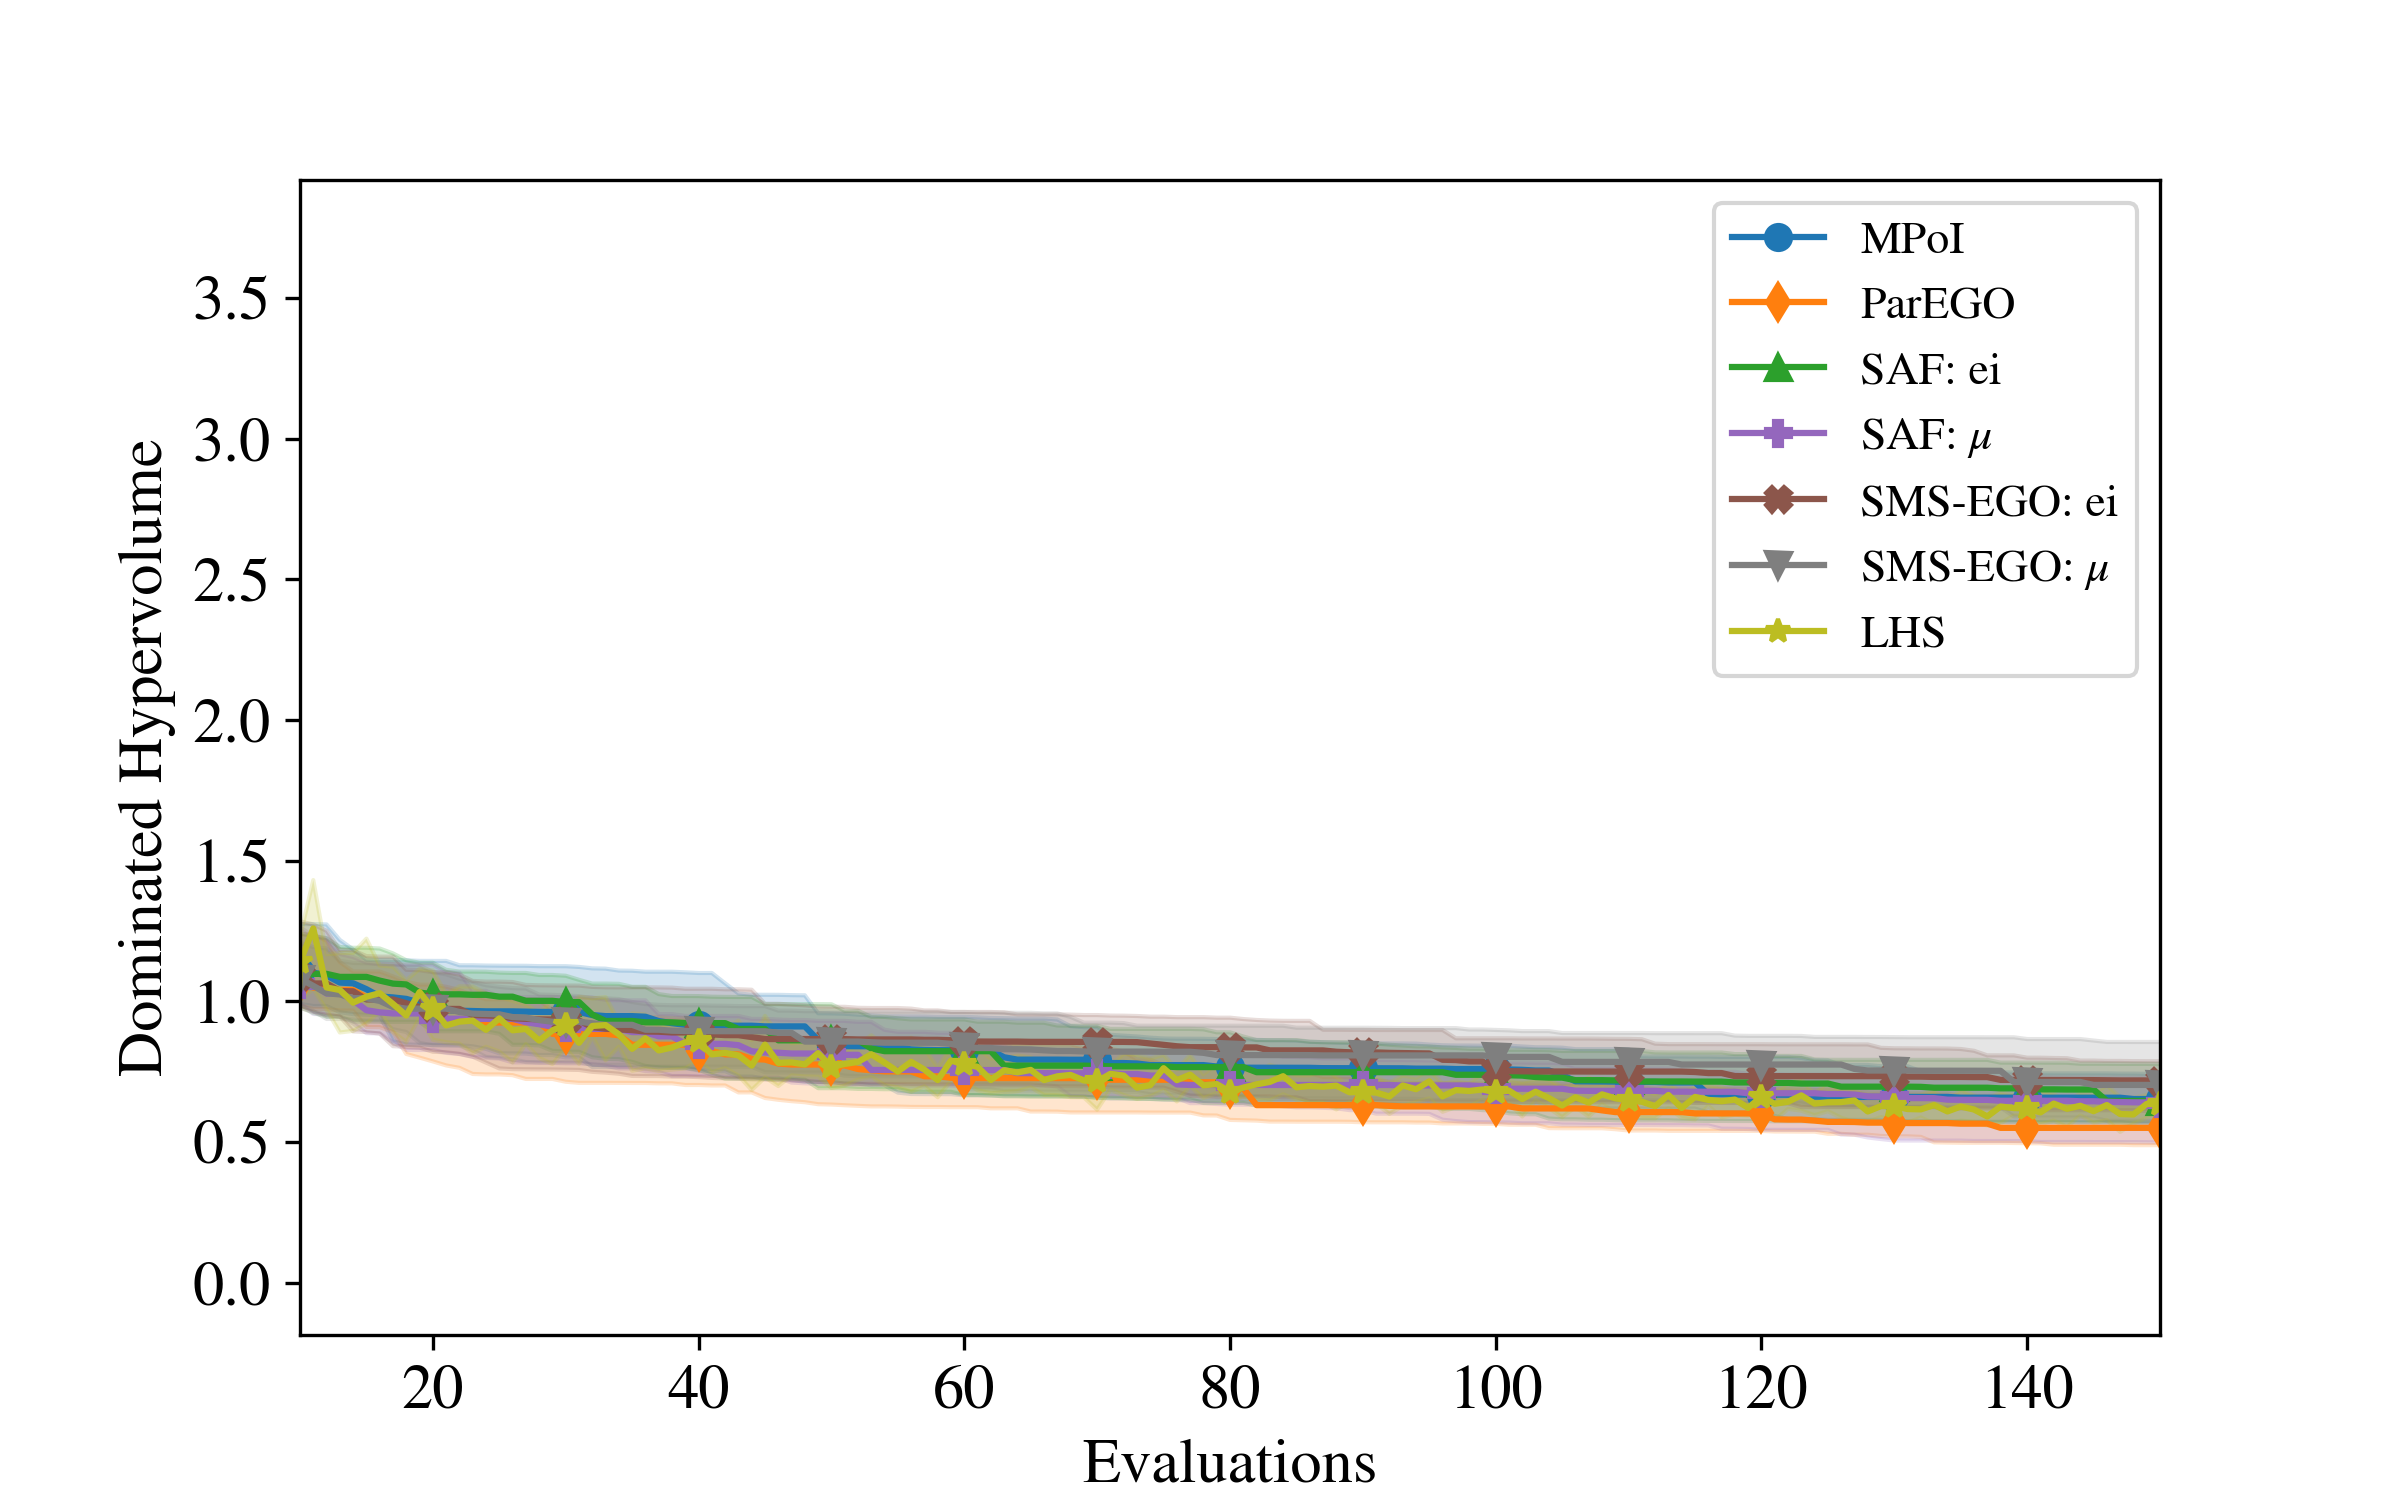 MPoI
ParEGO
SAF: ei
SAF: μ
SMS-EGO: ei
SMS-EGO: μ
LHS
3.5
3.0
2.5
2.0
1.5
1.0
0.5
0.0
Dominated Hypervolume
20 40 60 80 100 120 140
Evaluations